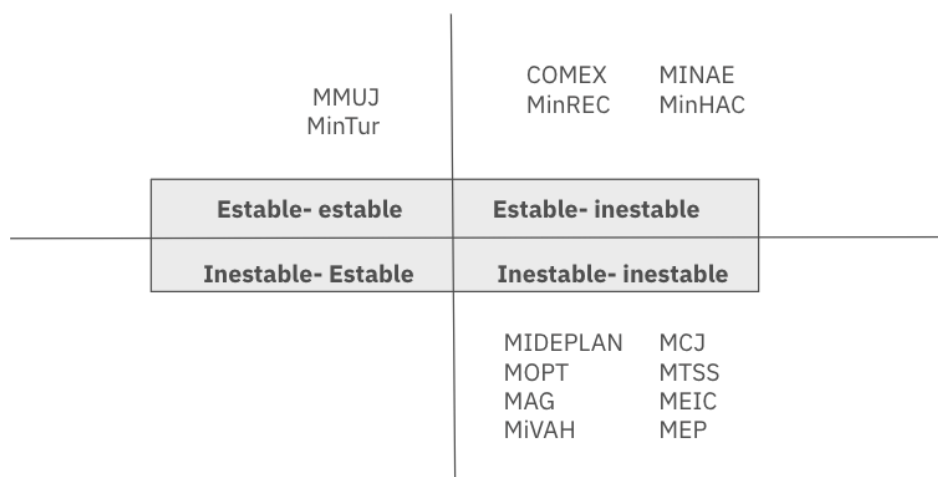 MMUJ
MinTur
COMEX MINAE
MinREC MinHAC
Estable- estable
Estable- inestable
Inestable- Estable
Inestable- inestable
MIDEPLAN MCJ
MOPT MTSS
MAG MEIC
MiVAH MEP